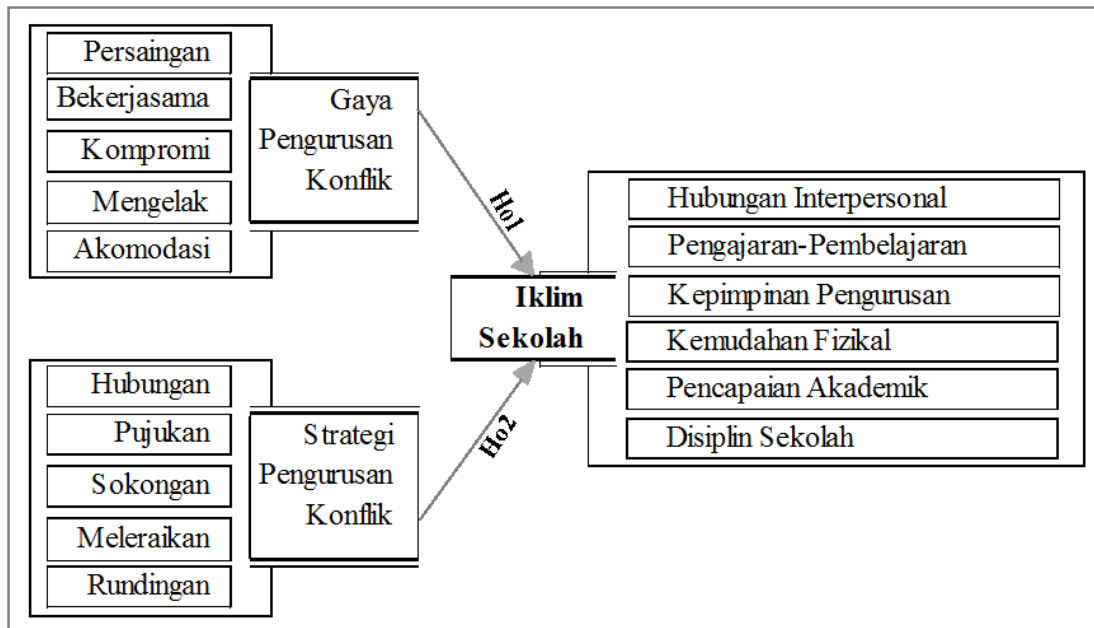 Persaingan
Bekerjasama
Kompromi
Mengelak
Akomodasi
Gaya
Pengurusan
Konflik
Ho1
Hubungan
Pujukan
Sokongan
Meleraikan
Rundingan
Strategi
Pengurusan
Konflik
Ho2
Iklim
Sekolah
Hubungan Interpersonal
Pengajaran-Pembelajaran
Kepimpinan Pengurusan
Kemudahan Fizikal
Pencapaian Akademik
Disiplin Sekolah